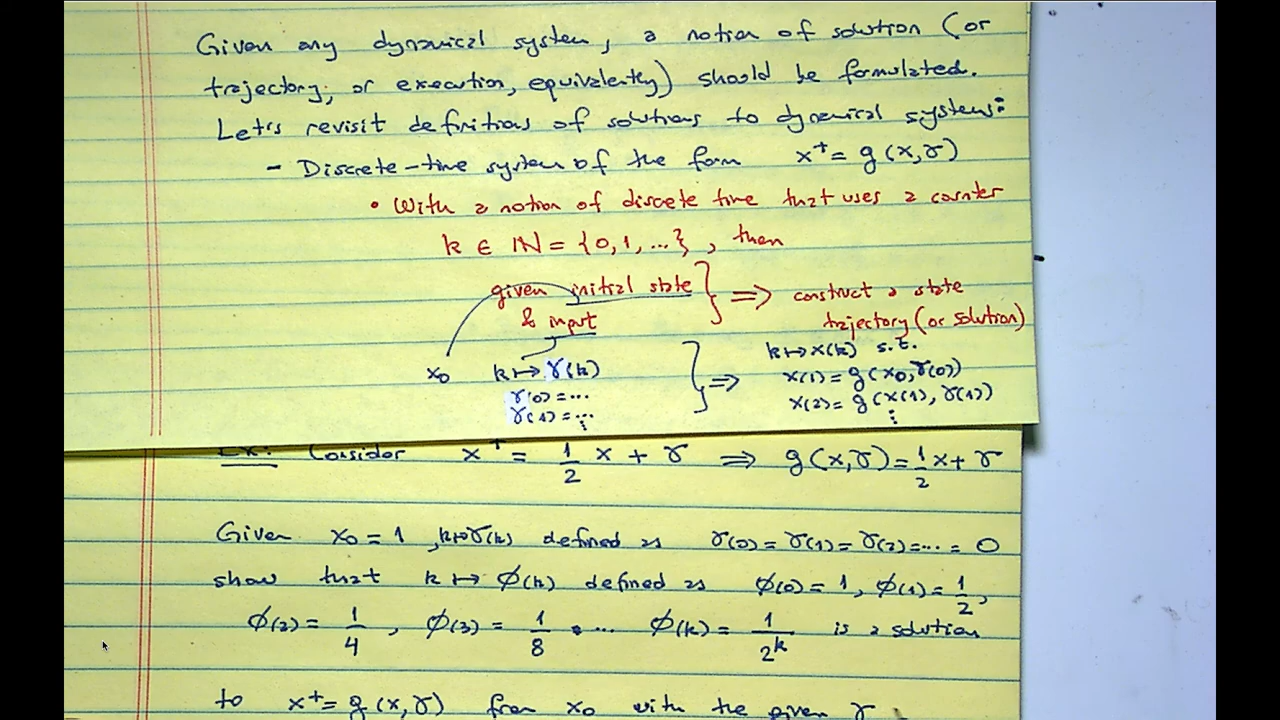 Given any dynamical system, a notion of solution (or
trajectory, or execution, equivalently) should be formulated.
Let's revisit definitions of solutions to dynamical systems:
- Discrete-time system of the form x⁺ = g(x,γ)
• With a notion of discrete time that uses a counter
k ∈ ℕ = {0,1,...}, then
given initial state & input } ⟹ construct a state trajectory (or solution)
x₀ k ↦ γ(k) } ⟹ k ↦ x(k) s.t.
γ(0) = ... x(1) = g(x₀,γ(0))
γ(1) = ... x(2) = g(x(1),γ(1))
⋮
Ex: Consider x⁺ = 1/2 x + γ ⟹ g(x,γ) = 1/2 x + γ
Given x₀ = 1, k↦γ(k) defined as γ(0) = γ(1) = γ(2) = ... = 0
show that k ↦ φ(k) defined as φ(0) = 1, φ(1) = 1/2,
φ(2) = 1/4, φ(3) = 1/8, ... φ(k) = 1/2ᵏ is a solution
to x⁺ = g(x,γ) from x₀ with the given γ